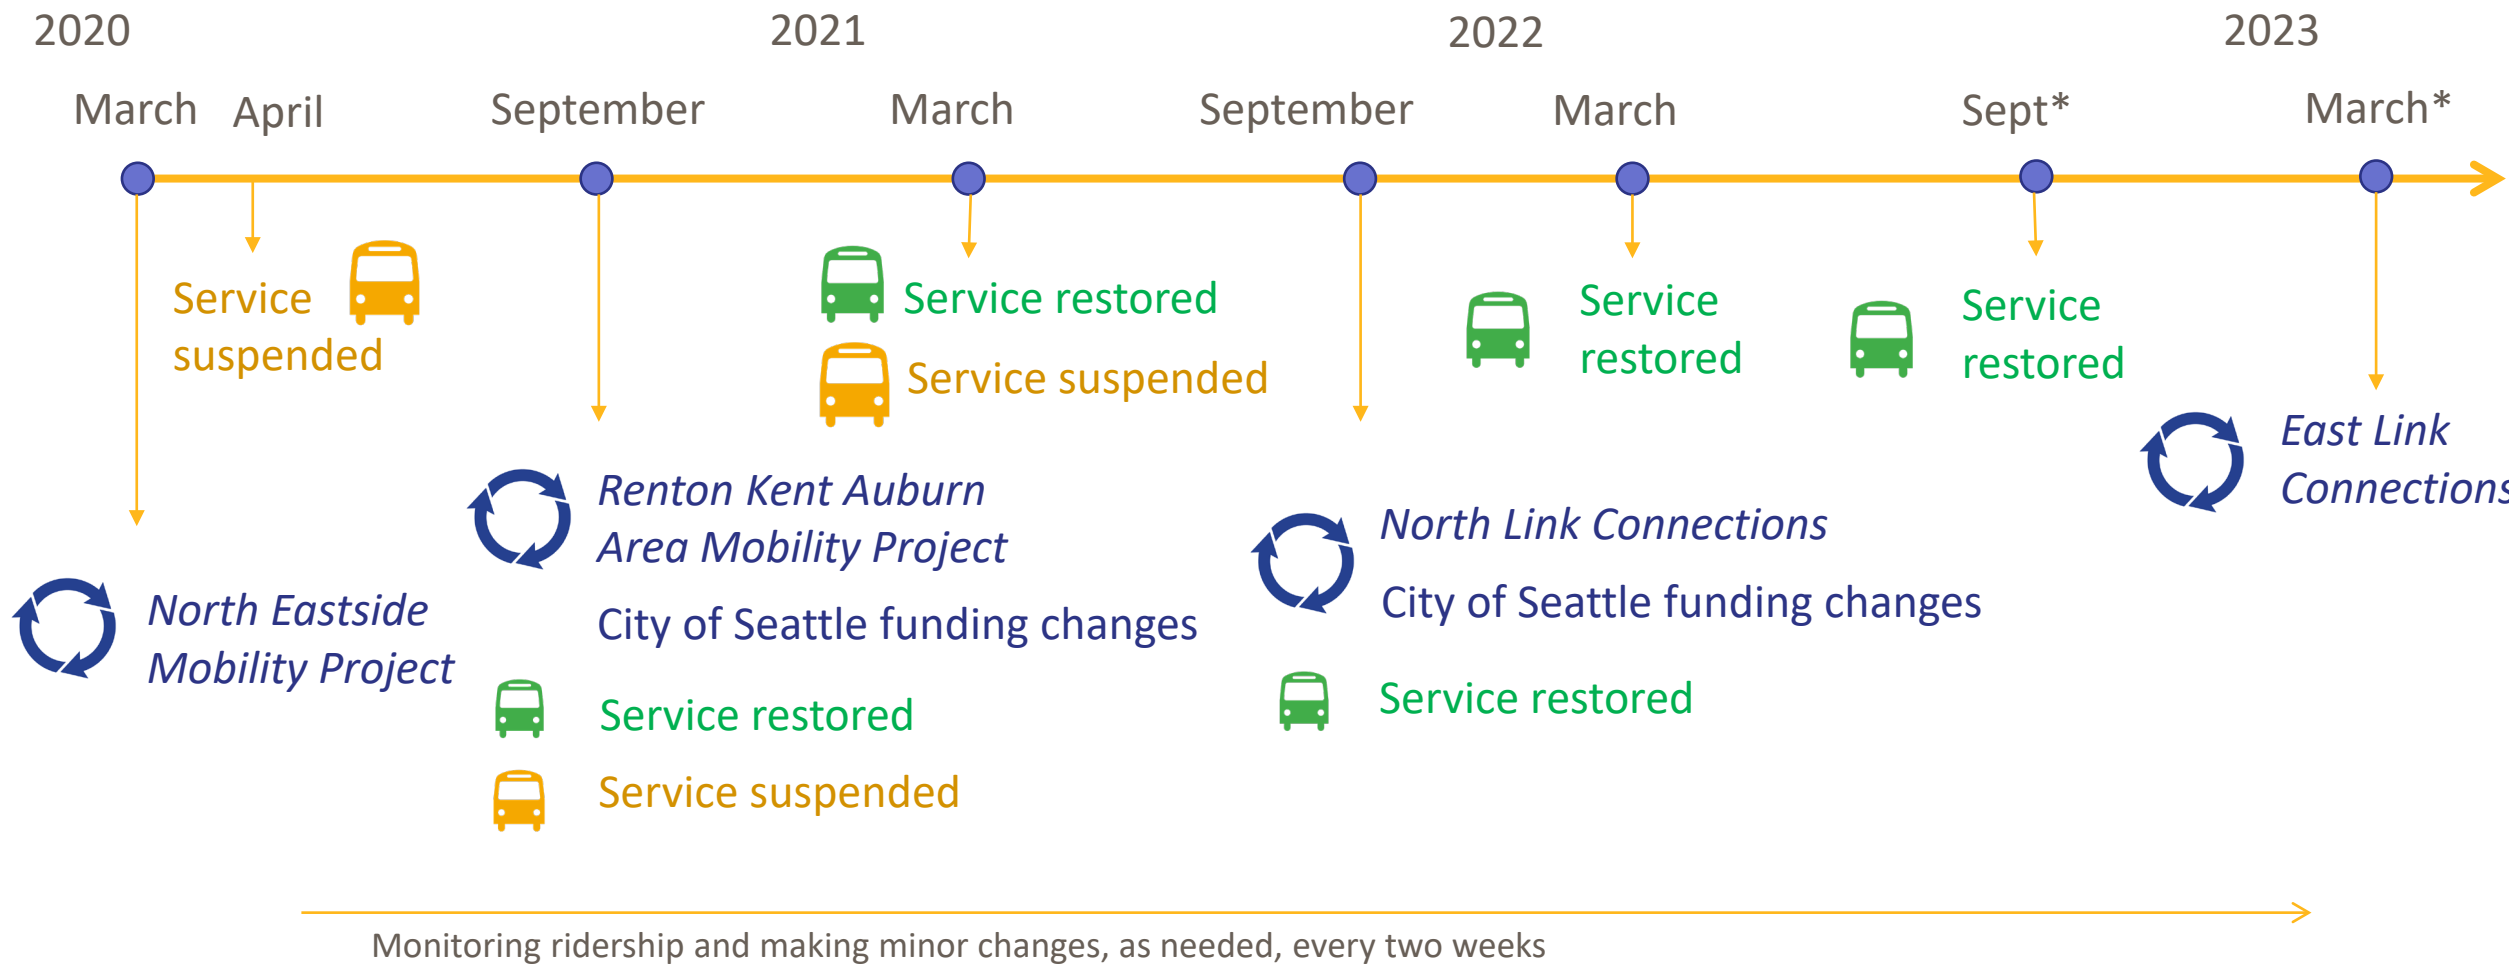 2020
2021
2022
2023
March
April
September
March
September
March
Sept*
March*
Service
suspended
Service restored
Service suspended
Service
restored
Service
restored
East Link
Connections
Renton Kent Auburn
Area Mobility Project
City of Seattle funding changes
Service restored
Service suspended
North Link Connections
City of Seattle funding changes
Service restored
North Eastside
Mobility Project
Monitoring ridership and making minor changes, as needed, every two weeks